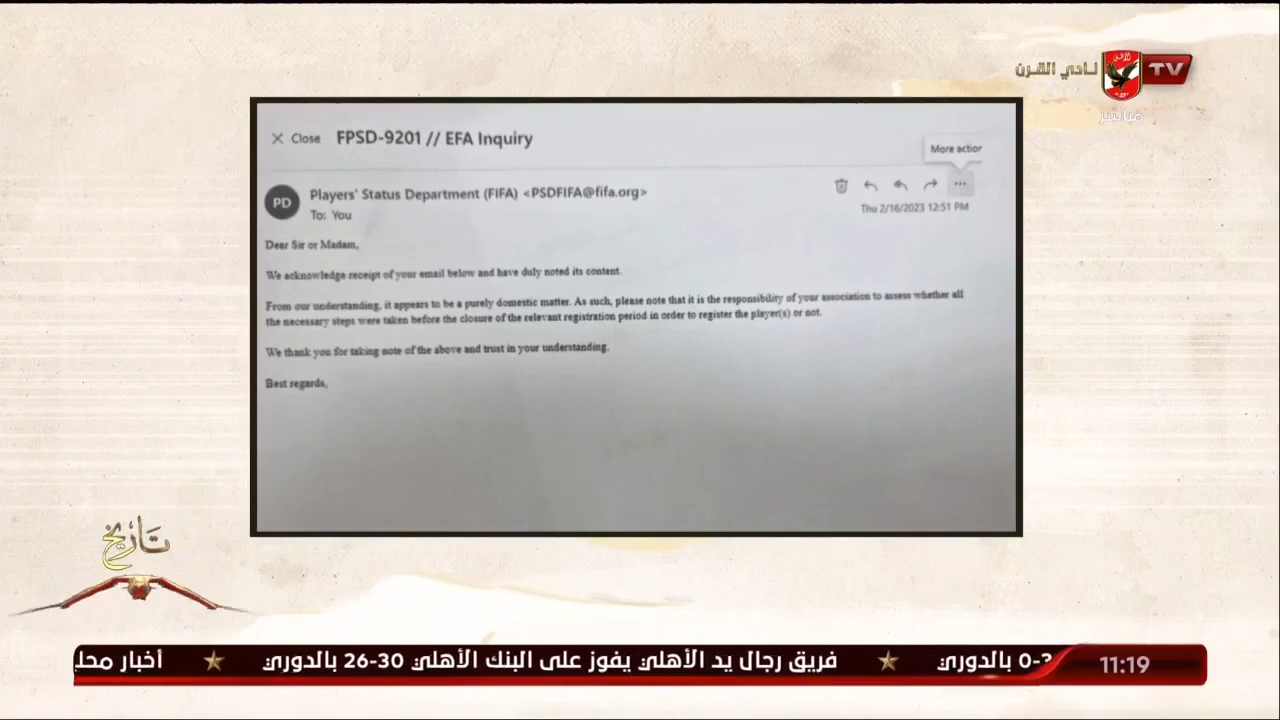 نادي القرن
TV
مباشر
Close FPSD-9201 // EFA Inquiry
More action
PD
Players' Status Department (FIFA) <PSDFIFA@fifa.org>
To: You
Thu 2/16/2023 12:51 PM
Dear Sir or Madam,
We acknowledge receipt of your email below and have duly noted its content.
From our understanding, it appears to be a purely domestic matter. As such, please note that it is the responsibility of your association to assess whether all
the necessary steps were taken before the closure of the relevant registration period in order to register the player(s) or not.
We thank you for taking note of the above and trust in your understanding.
Best regards,
تاريخ
0-3 بالدوري ★ فريق رجال يد الأهلي يفوز على البنك الأهلي 30-26 بالدوري ★ أخبار محلي
11:19